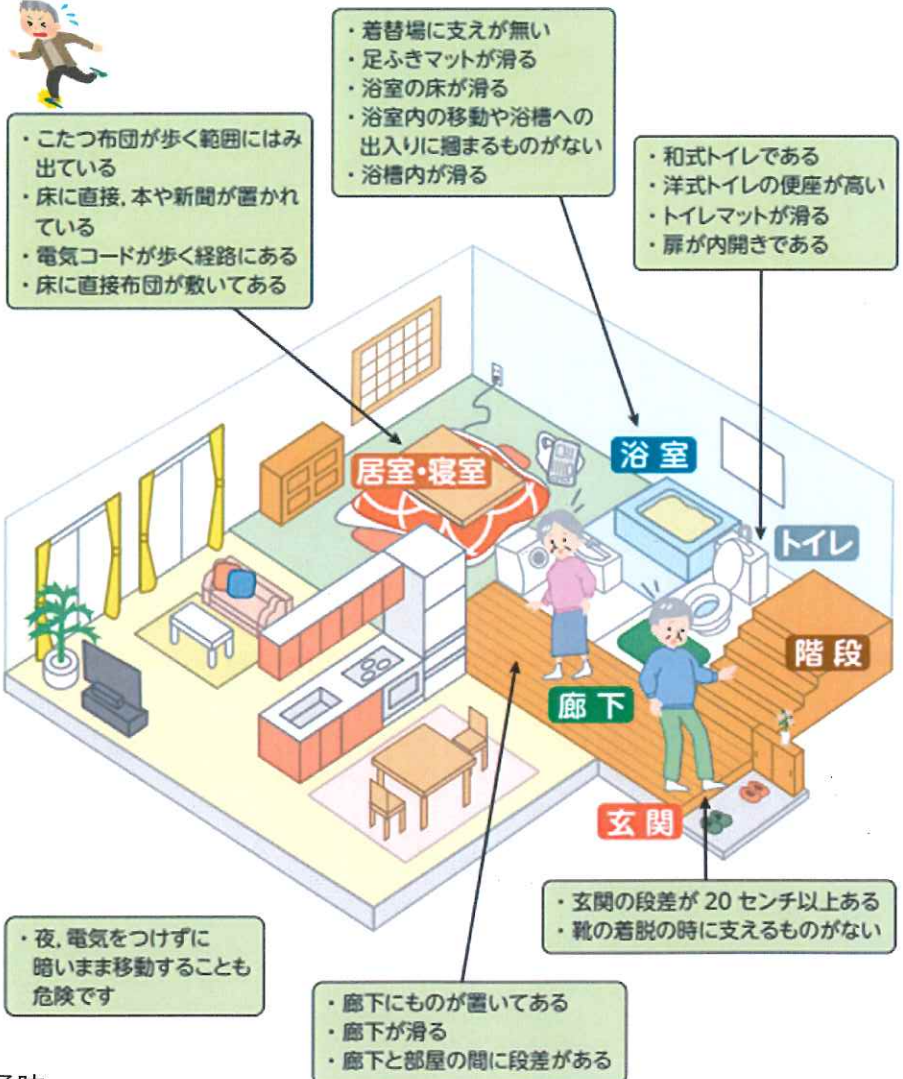 ・着替場に支えが無い
・足ふきマットが滑る
・浴室の床が滑る
・浴室内の移動や浴槽への
出入りに掴まるものがない
・浴槽内が滑る
・こたつ布団が歩く範囲にはみ
出ている
・床に直接,本や新聞が置かれ
ている
・電気コードが歩く経路にある
・床に直接布団が敷いてある
・和式トイレである
・洋式トイレの便座が高い
・トイレマットが滑る
・扉が内開きである
居室・寝室
浴室
トイレ
階段
廊下
玄関
・玄関の段差が20センチ以上ある
・靴の着脱の時に支えるものがない
・夜,電気をつけずに
暗いまま移動することも
危険です
・廊下にものが置いてある
・廊下が滑る
・廊下と部屋の間に段差がある